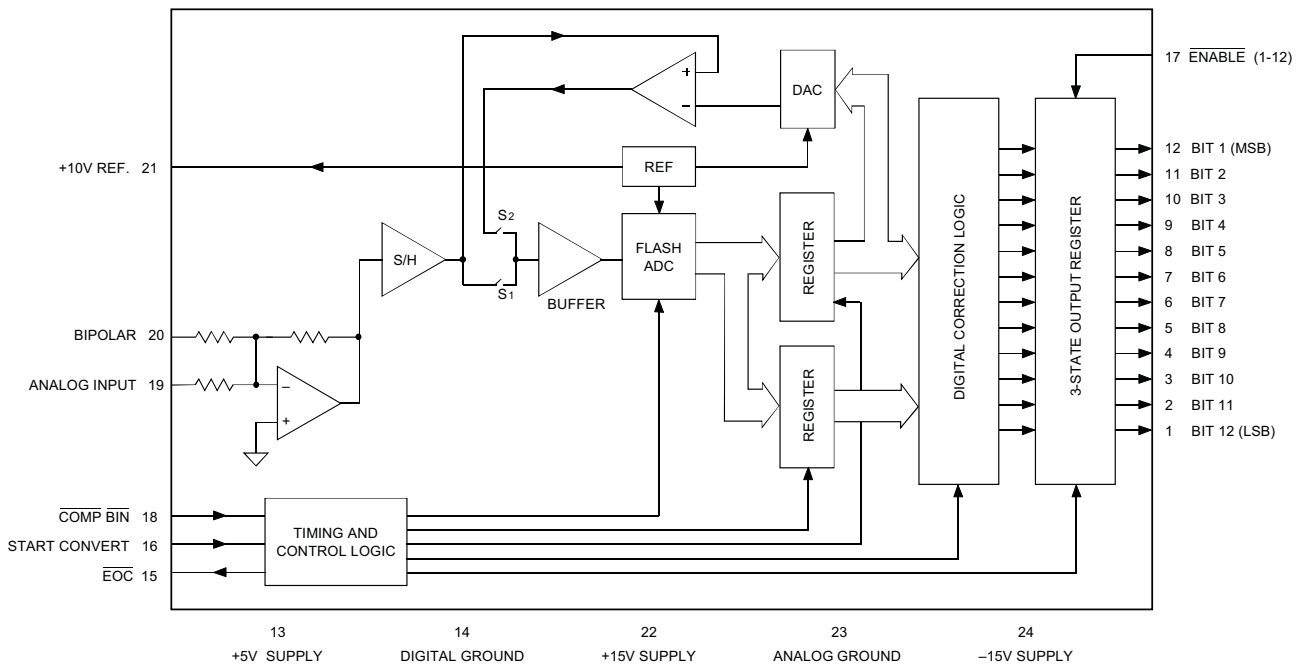 17 ENABLE (1-12)
+
–
DAC
+10V REF. 21
REF
12 BIT 1 (MSB)
11 BIT 2
10 BIT 3
9 BIT 4
8 BIT 5
7 BIT 6
6 BIT 7
5 BIT 8
4 BIT 9
3 BIT 10
2 BIT 11
1 BIT 12 (LSB)
S2
S/H
S1
BUFFER
FLASH
ADC
REGISTER
REGISTER
DIGITAL CORRECTION LOGIC
3-STATE OUTPUT REGISTER
BIPOLAR 20
ANALOG INPUT 19
–
+
COMP BIN 18
START CONVERT 16
EOC 15
TIMING AND
CONTROL LOGIC
13 14 22 23 24
+5V SUPPLY DIGITAL GROUND +15V SUPPLY ANALOG GROUND –15V SUPPLY